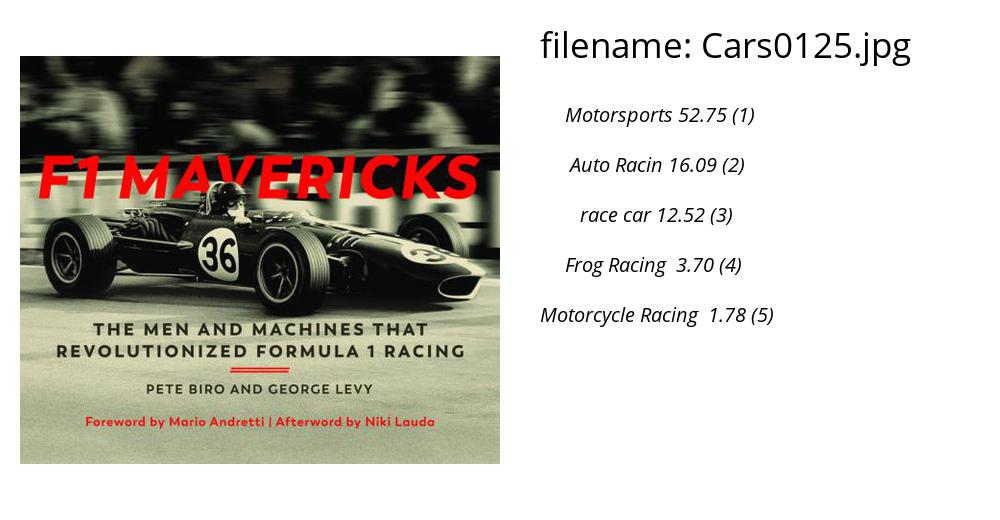 F1 MAVERICKS
36
36
THE MEN AND MACHINES THAT
REVOLUTIONIZED FORMULA 1 RACING
PETE BIRO AND GEORGE LEVY
Foreword by Mario Andretti | Afterword by Niki Lauda
filename: Cars0125.jpg
Motorsports 52.75 (1)
Auto Racin 16.09 (2)
race car 12.52 (3)
Frog Racing 3.70 (4)
Motorcycle Racing 1.78 (5)